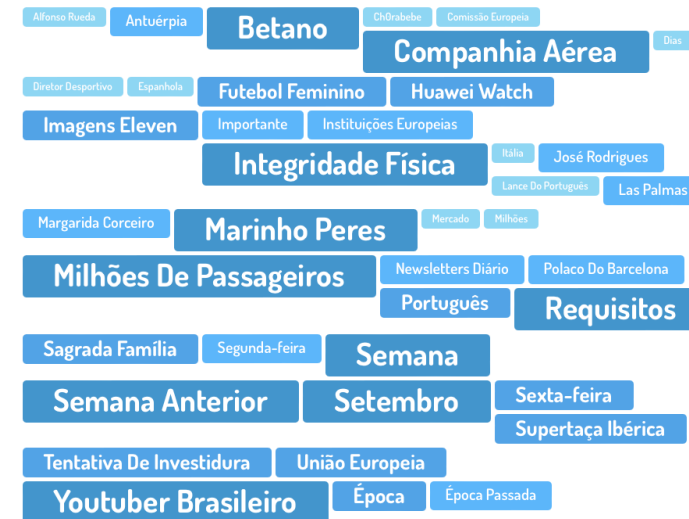 Alfonso Rueda Antuérpia Betano ChOrabebe Comissão Europeia
Companhia Aérea Dias
Diretor Desportivo Espanhola Futebol Feminino Huawei Watch
Imagens Eleven Importante Instituições Europeias
Integridade Física Itália José Rodrigues
Lance Do Português Las Palmas
Margarida Corceiro Marinho Peres Mercado Milhões
Milhões De Passageiros Newsletters Diário Polaco Do Barcelona
Português Requisitos
Sagrada Família Segunda-feira Semana
Semana Anterior Setembro Sexta-feira
Supertaça Ibérica
Tentativa De Investidura União Europeia
Youtuber Brasileiro Época Época Passada